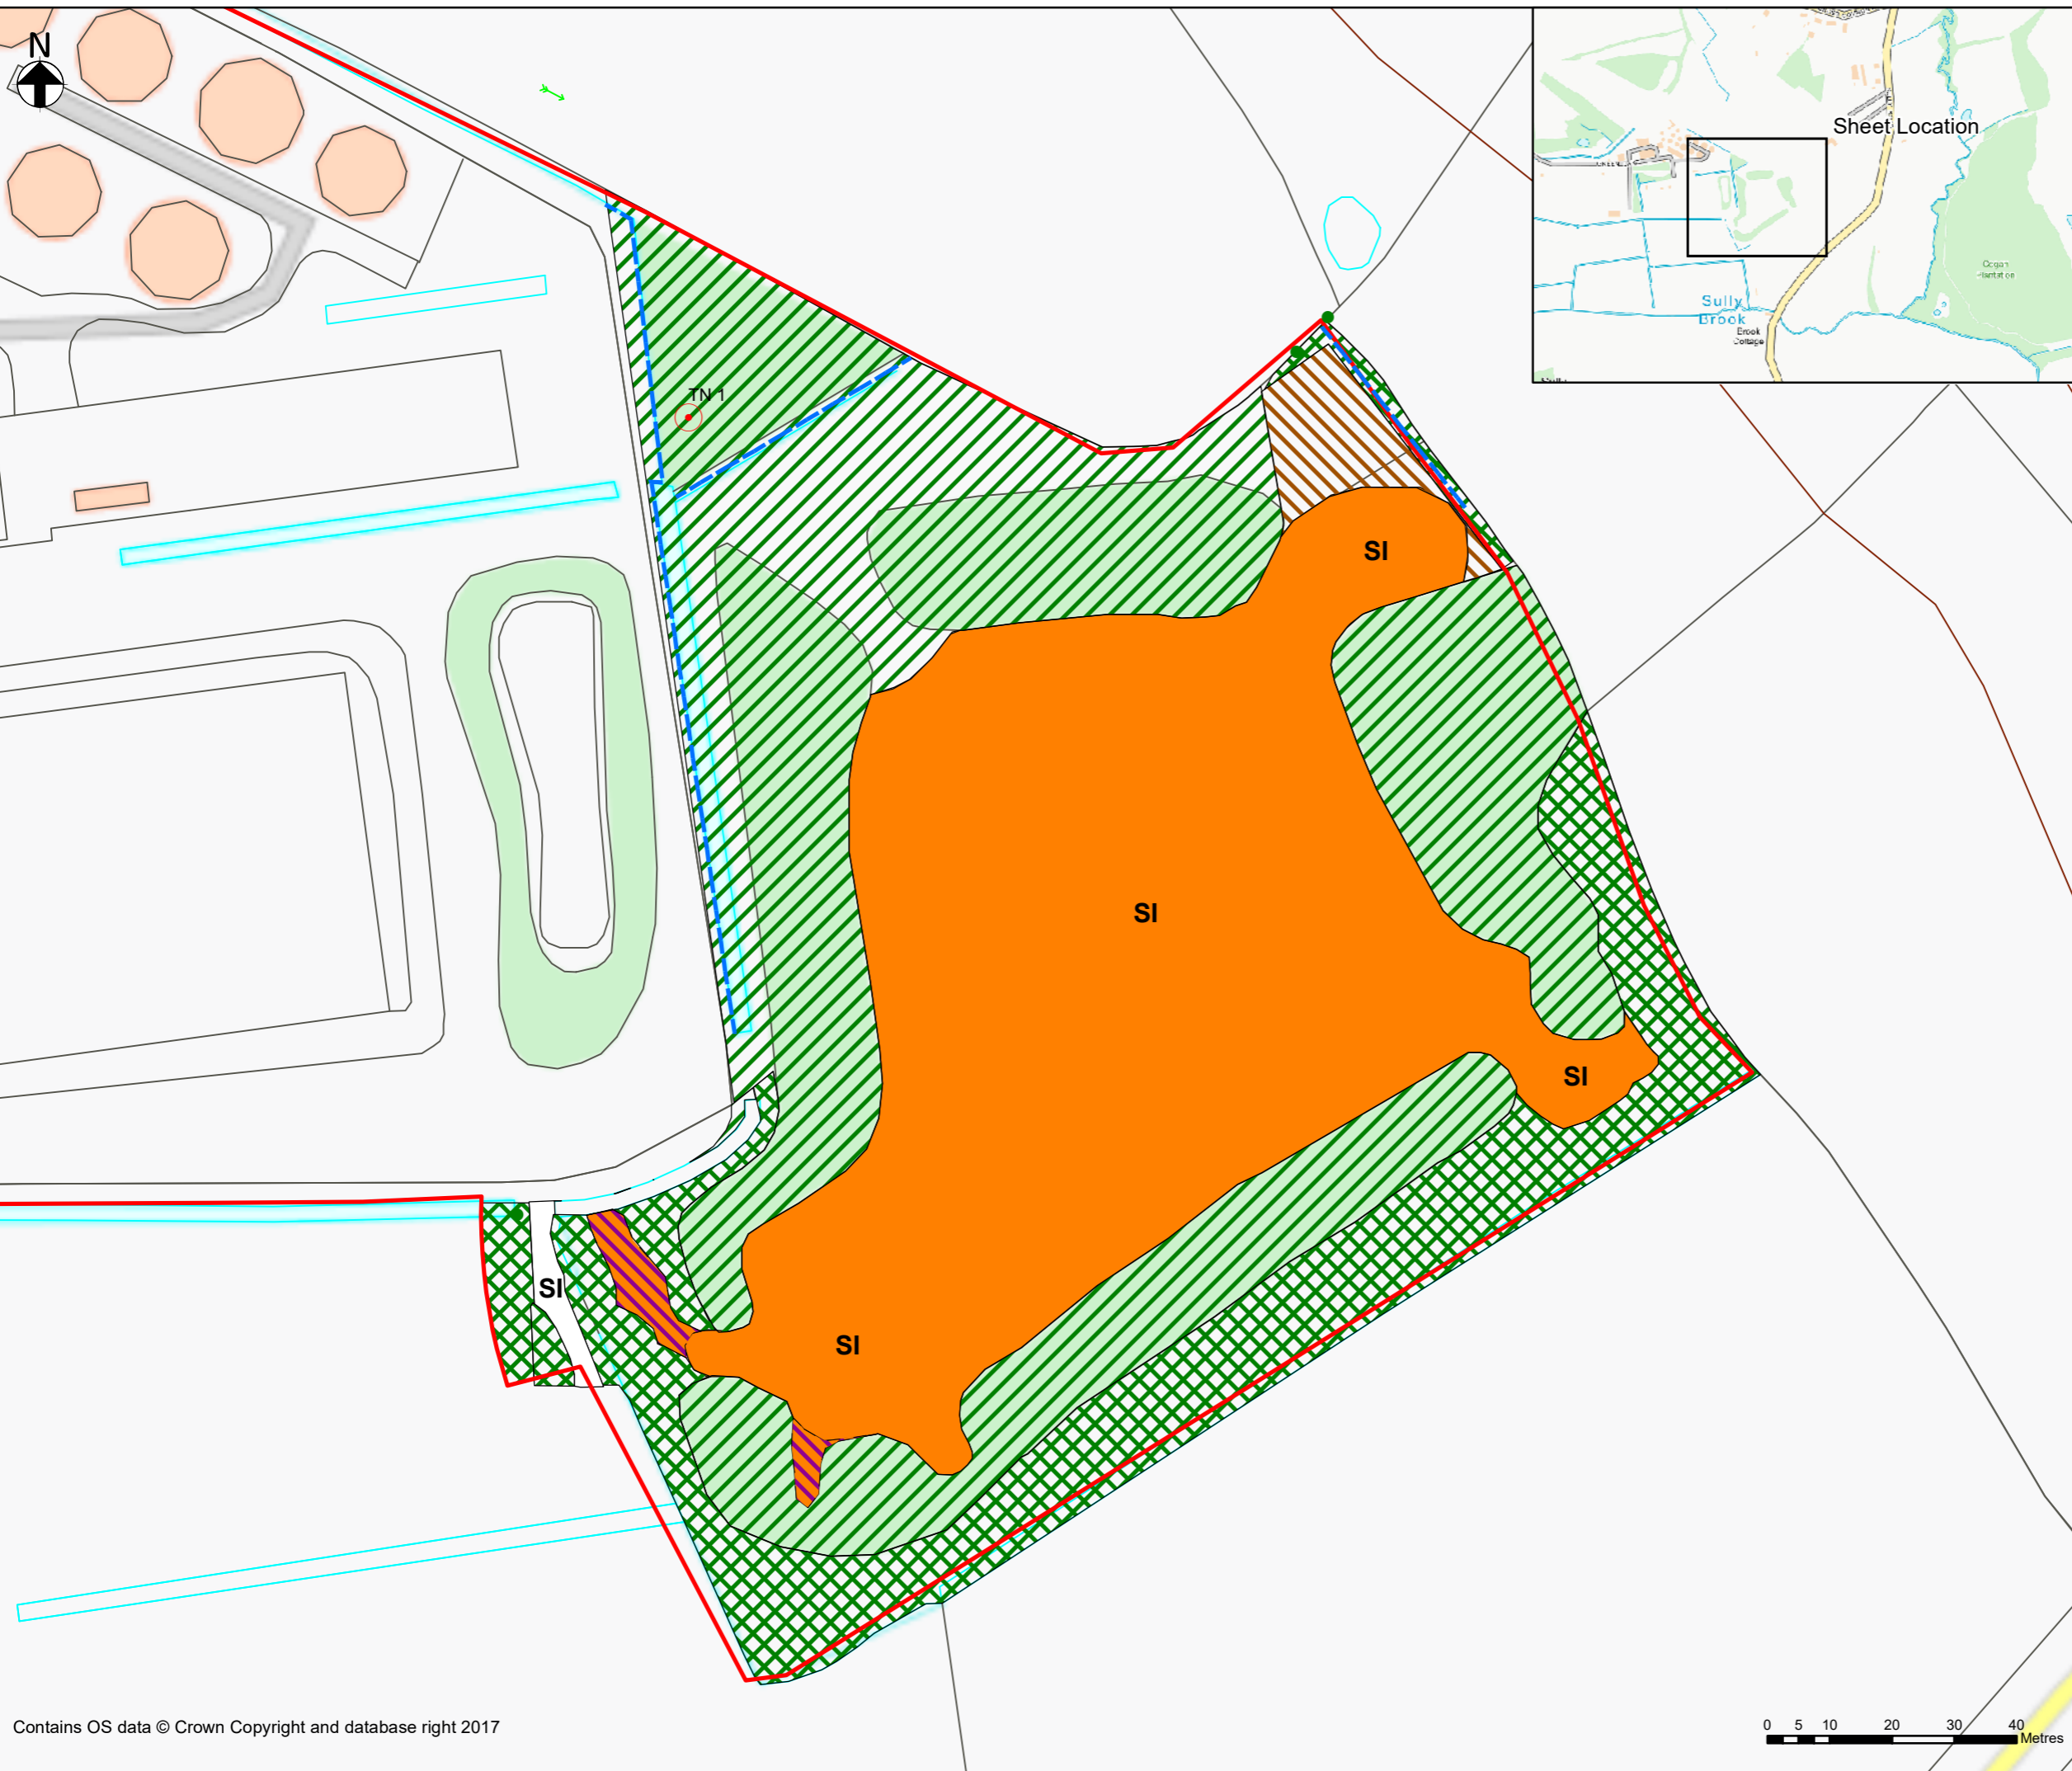 N
Sheet Location
Sully
Brook
Brook
Cottage
TN 1
SI
SI
SI
SI
SI
Contains OS data © Crown Copyright and database right 2017
0 5 10 20 30 40
Metres